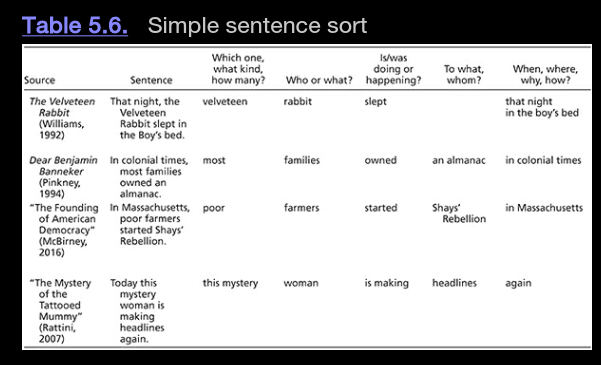 Table 5.6. Simple sentence sort
Which one, what kind, how many? Is/was doing or happening? To what, whom? When, where, why, how?
Source Sentence Who or what?
The Velveteen That night, the velveteen rabbit slept that night
Rabbit Velveteen in the boy's bed
(Williams, Rabbit slept in
1992) the Boy's bed.
Dear Benjamin In colonial times, most families owned an almanac in colonial times
Banneker most families
(Pinkney, owned an
1994) almanac.
"The Founding In Massachusetts, poor farmers started Shays' in Massachusetts
of American poor farmers Rebellion
Democracy" started Shays'
(McBirney, Rebellion.
2016)
"The Mystery Today this this mystery woman is making headlines again
of the mystery
Tattooed woman is
Mummy" making
(Rattini, headlines
2007) again.